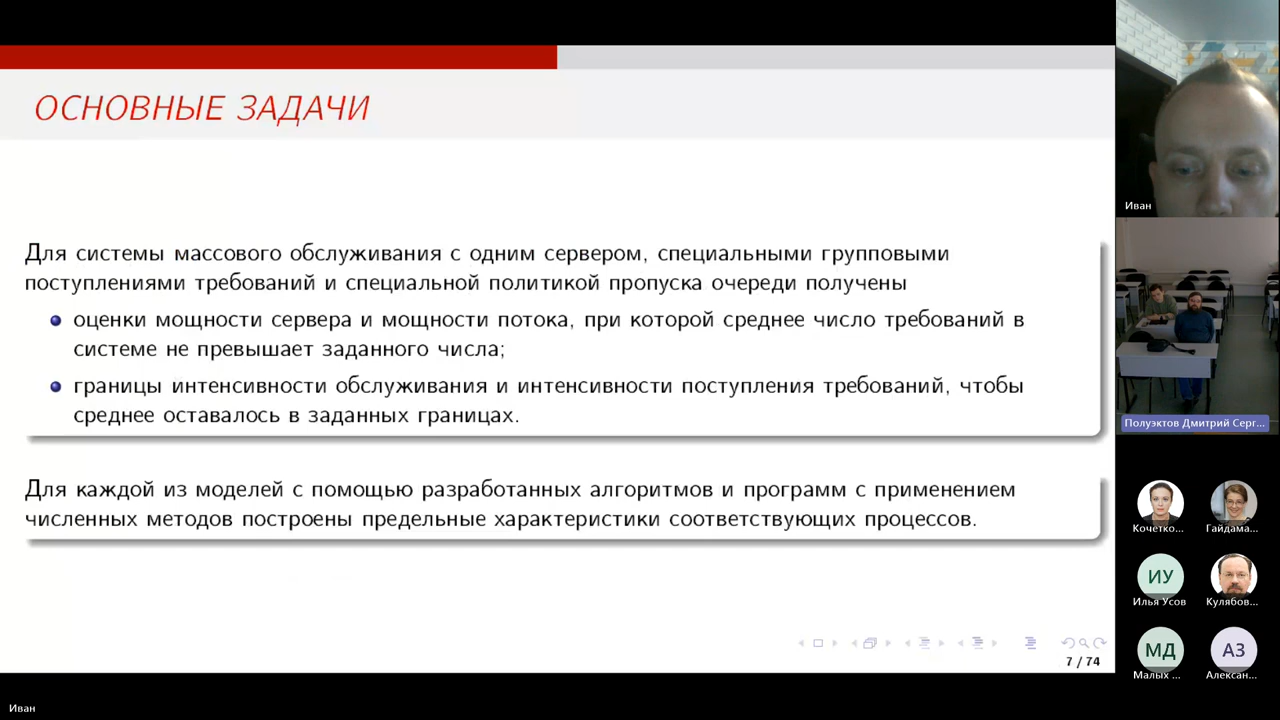 ОСНОВНЫЕ ЗАДАЧИ
Для системы массового обслуживания с одним сервером, специальными групповыми
поступлениями требований и специальной политикой пропуска очереди получены
оценки мощности сервера и мощности потока, при которой среднее число требований в
системе не превышает заданного числа;
границы интенсивности обслуживания и интенсивности поступления требований, чтобы
среднее оставалось в заданных границах.
Для каждой из моделей с помощью разработанных алгоритмов и программ с применением
численных методов построены предельные характеристики соответствующих процессов.
7 / 74
Иван
Полуэктов Дмитрий Серг...
Кочетко...
Гайдама...
ИУ
Илья Усов
Кулябов...
МД
Малых ...
АЗ
Алексан...
Иван